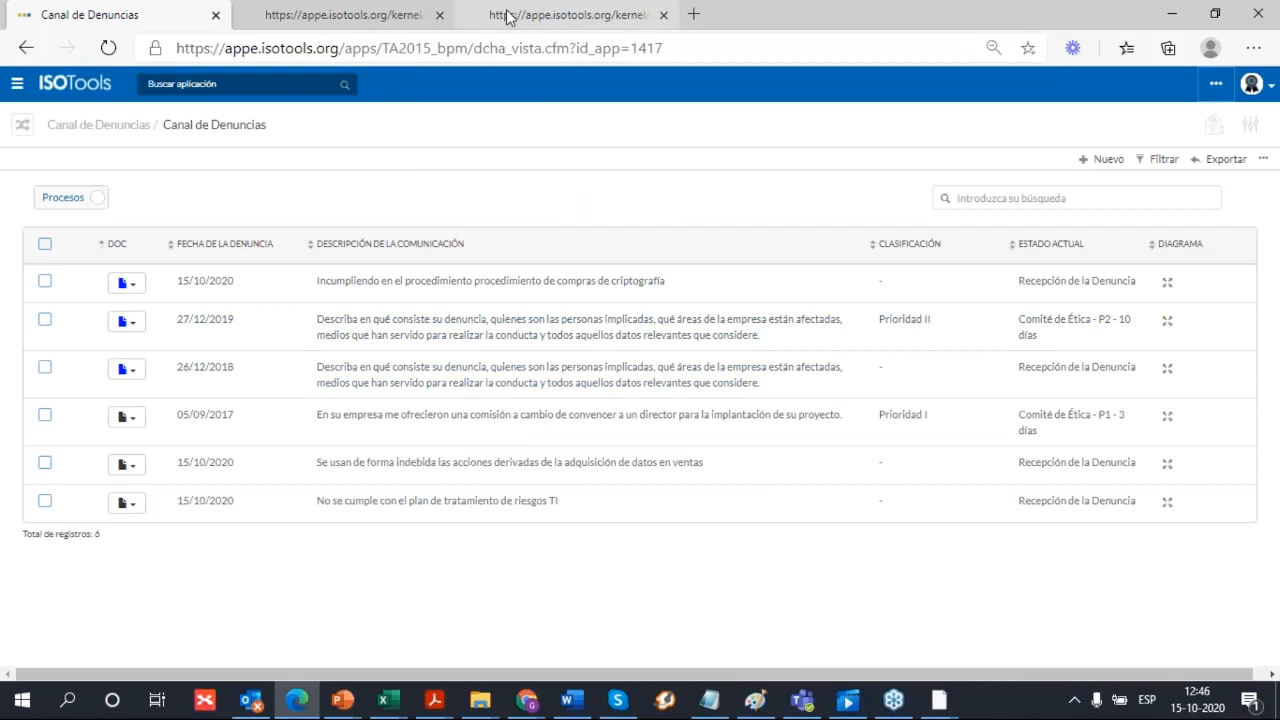 Canal de Denuncias
https://appe.isotools.org/kernel/
https://appe.isotools.org/kernel/
https://appe.isotools.org/apps/TA2015_bpm/dcha_vista.cfm?id_app=1417
ISOTools
Buscar aplicación
Canal de Denuncias / Canal de Denuncias
Nuevo Filtrar Exportar
Procesos
Introduzca su búsqueda
DOC FECHA DE LA DENUNCIA DESCRIPCIÓN DE LA COMUNICACIÓN CLASIFICACIÓN ESTADO ACTUAL DIAGRAMA
15/10/2020 Incumpliendo en el procedimiento procedimiento de compras de criptografía - Recepción de la Denuncia
27/12/2019 Describa en qué consiste su denuncia, quienes son las personas implicadas, qué áreas de la empresa están afectadas, Prioridad II Comité de Ética - P2 - 10
medios que han servido para realizar la conducta y todos aquellos datos relevantes que considere. días
26/12/2018 Describa en qué consiste su denuncia, quienes son las personas implicadas, qué áreas de la empresa están afectadas, - Recepción de la Denuncia
medios que han servido para realizar la conducta y todos aquellos datos relevantes que considere.
05/09/2017 En su empresa me ofrecieron una comisión a cambio de convencer a un director para la implantación de su proyecto. Prioridad I Comité de Ética - P1 - 3
días
15/10/2020 Se usan de forma indebida las acciones derivadas de la adquisición de datos en ventas - Recepción de la Denuncia
15/10/2020 No se cumple con el plan de tratamiento de riesgos TI - Recepción de la Denuncia
Total de registros: 6
ESP
12:46
15-10-2020